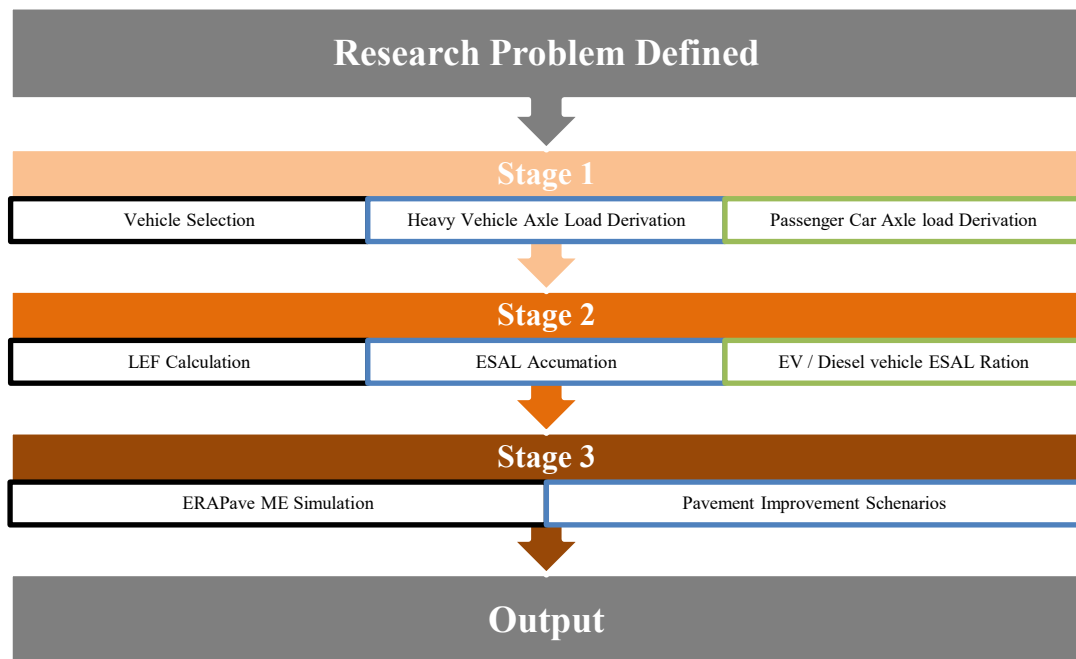 Research Problem Defined
Stage 1
Vehicle Selection
Heavy Vehicle Axle Load Derivation
Passenger Car Axle load Derivation
Stage 2
LEF Calculation
ESAL Accumation
EV / Diesel vehicle ESAL Ration
Stage 3
ERAPave ME Simulation
Pavement Improvement Schenarios
Output